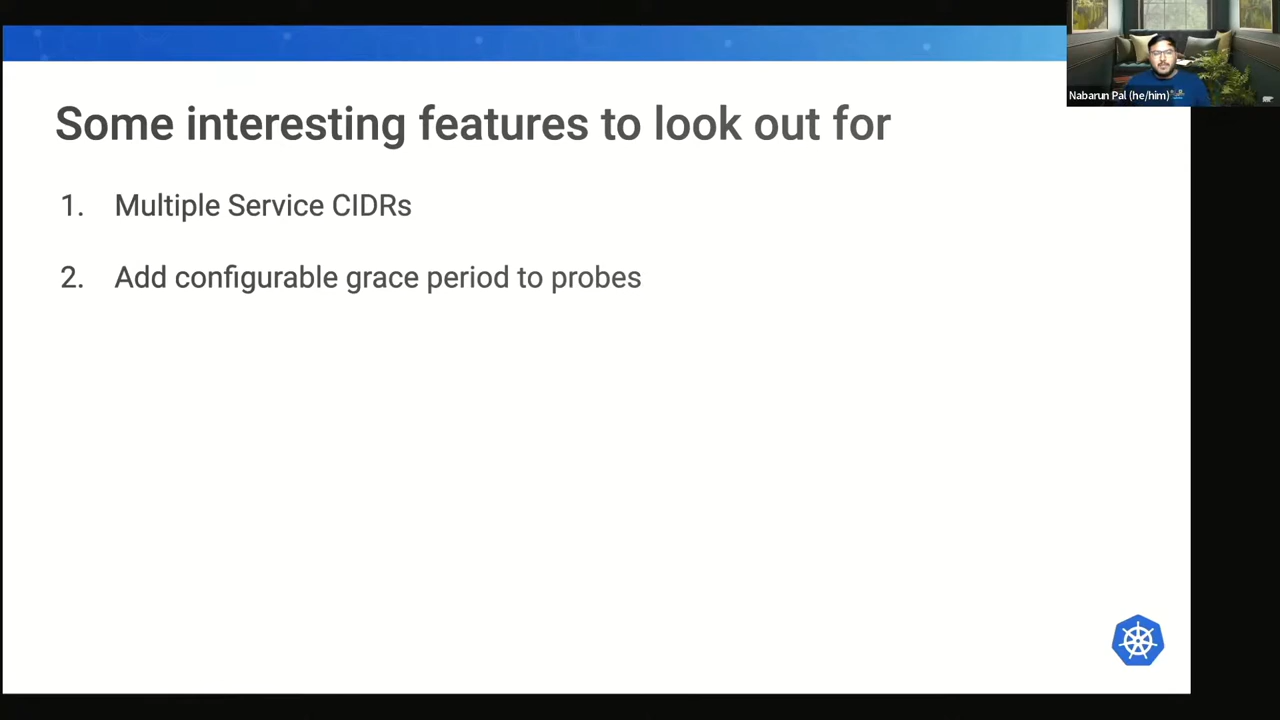 Nabarun Pal (he/him)
Some interesting features to look out for
1. Multiple Service CIDRs
2. Add configurable grace period to probes